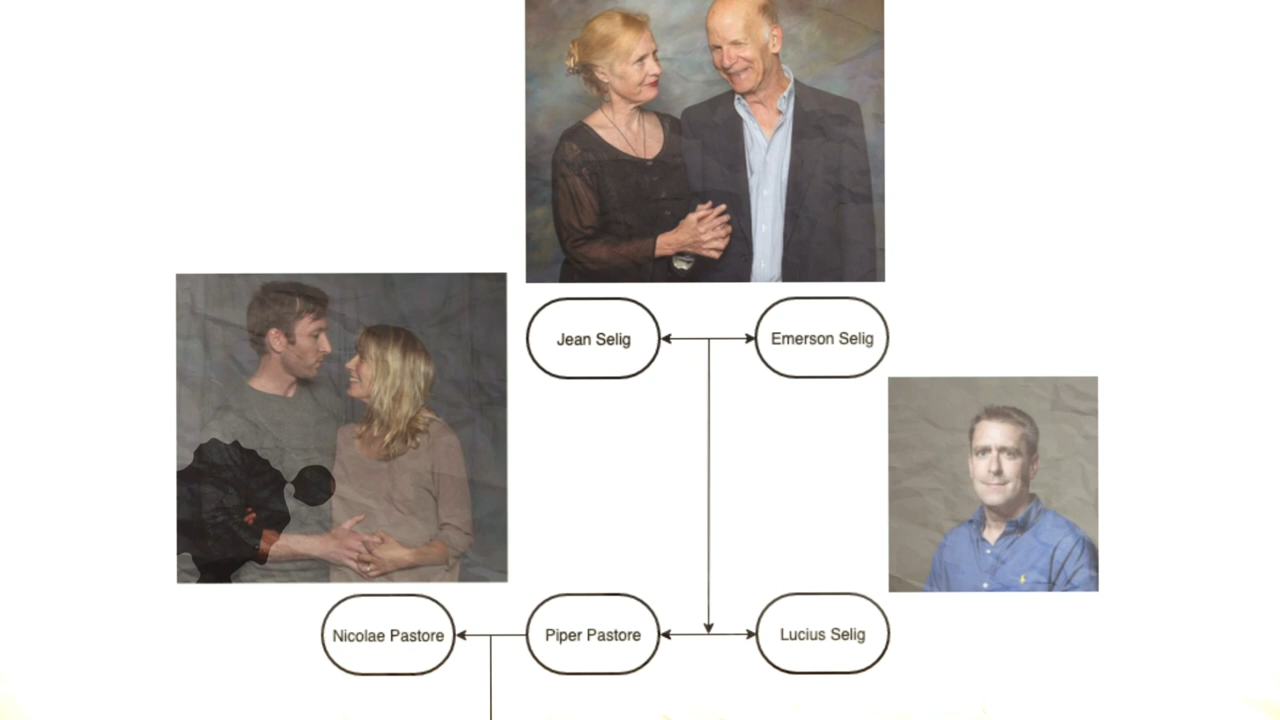 Jean Selig
Emerson Selig
Nicolae Pastore
Piper Pastore
Lucius Selig